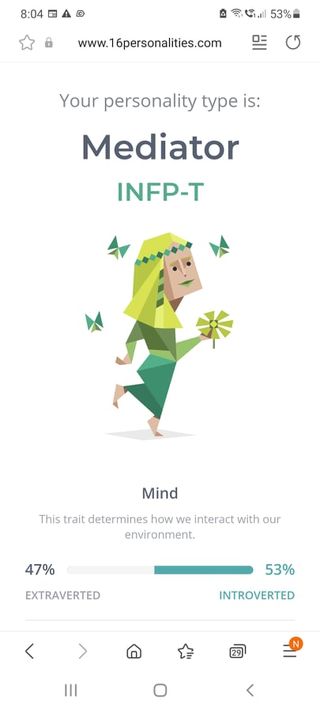 8:04 53%
www.16personalities.com
Your personality type is:
Mediator
INFP-T
Mind
This trait determines how we interact with our
environment.
47% 53%
EXTRAVERTED INTROVERTED
29 N